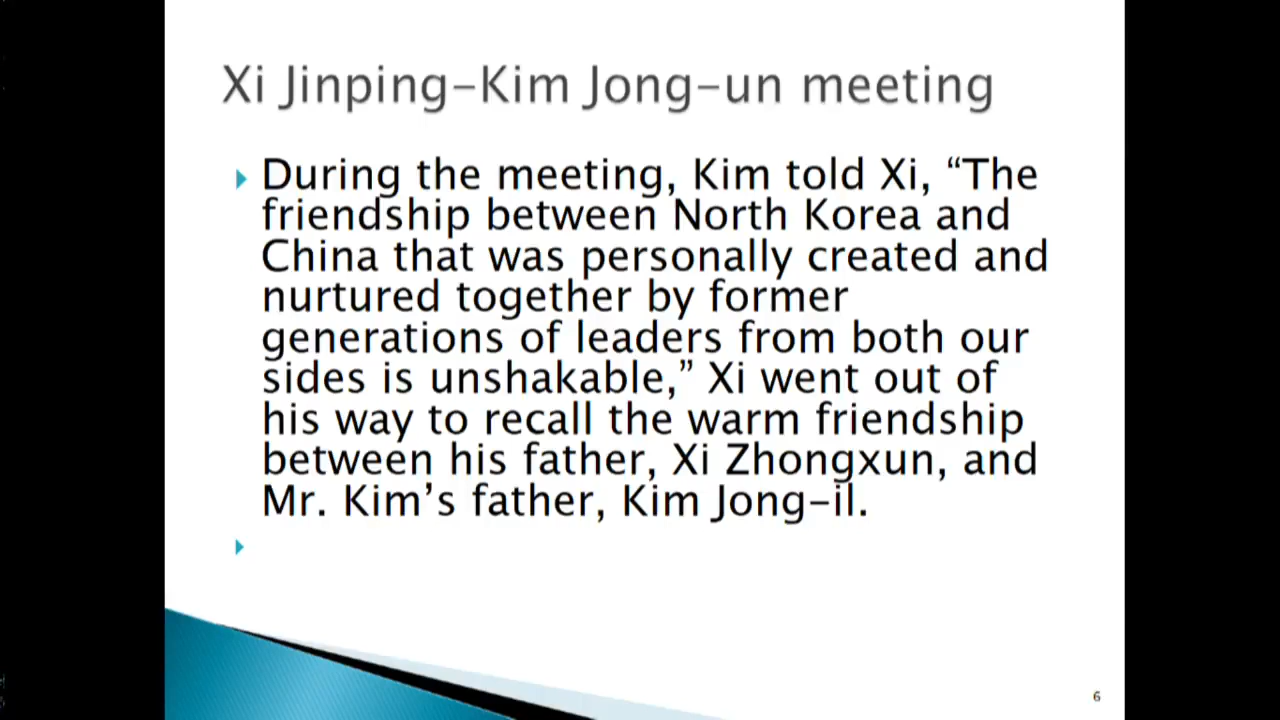 Xi Jinping-Kim Jong-un meeting
During the meeting, Kim told Xi, “The
friendship between North Korea and
China that was personally created and
nurtured together by former
generations of leaders from both our
sides is unshakable,” Xi went out of
his way to recall the warm friendship
between his father, Xi Zhongxun, and
Mr. Kim’s father, Kim Jong-il.
6